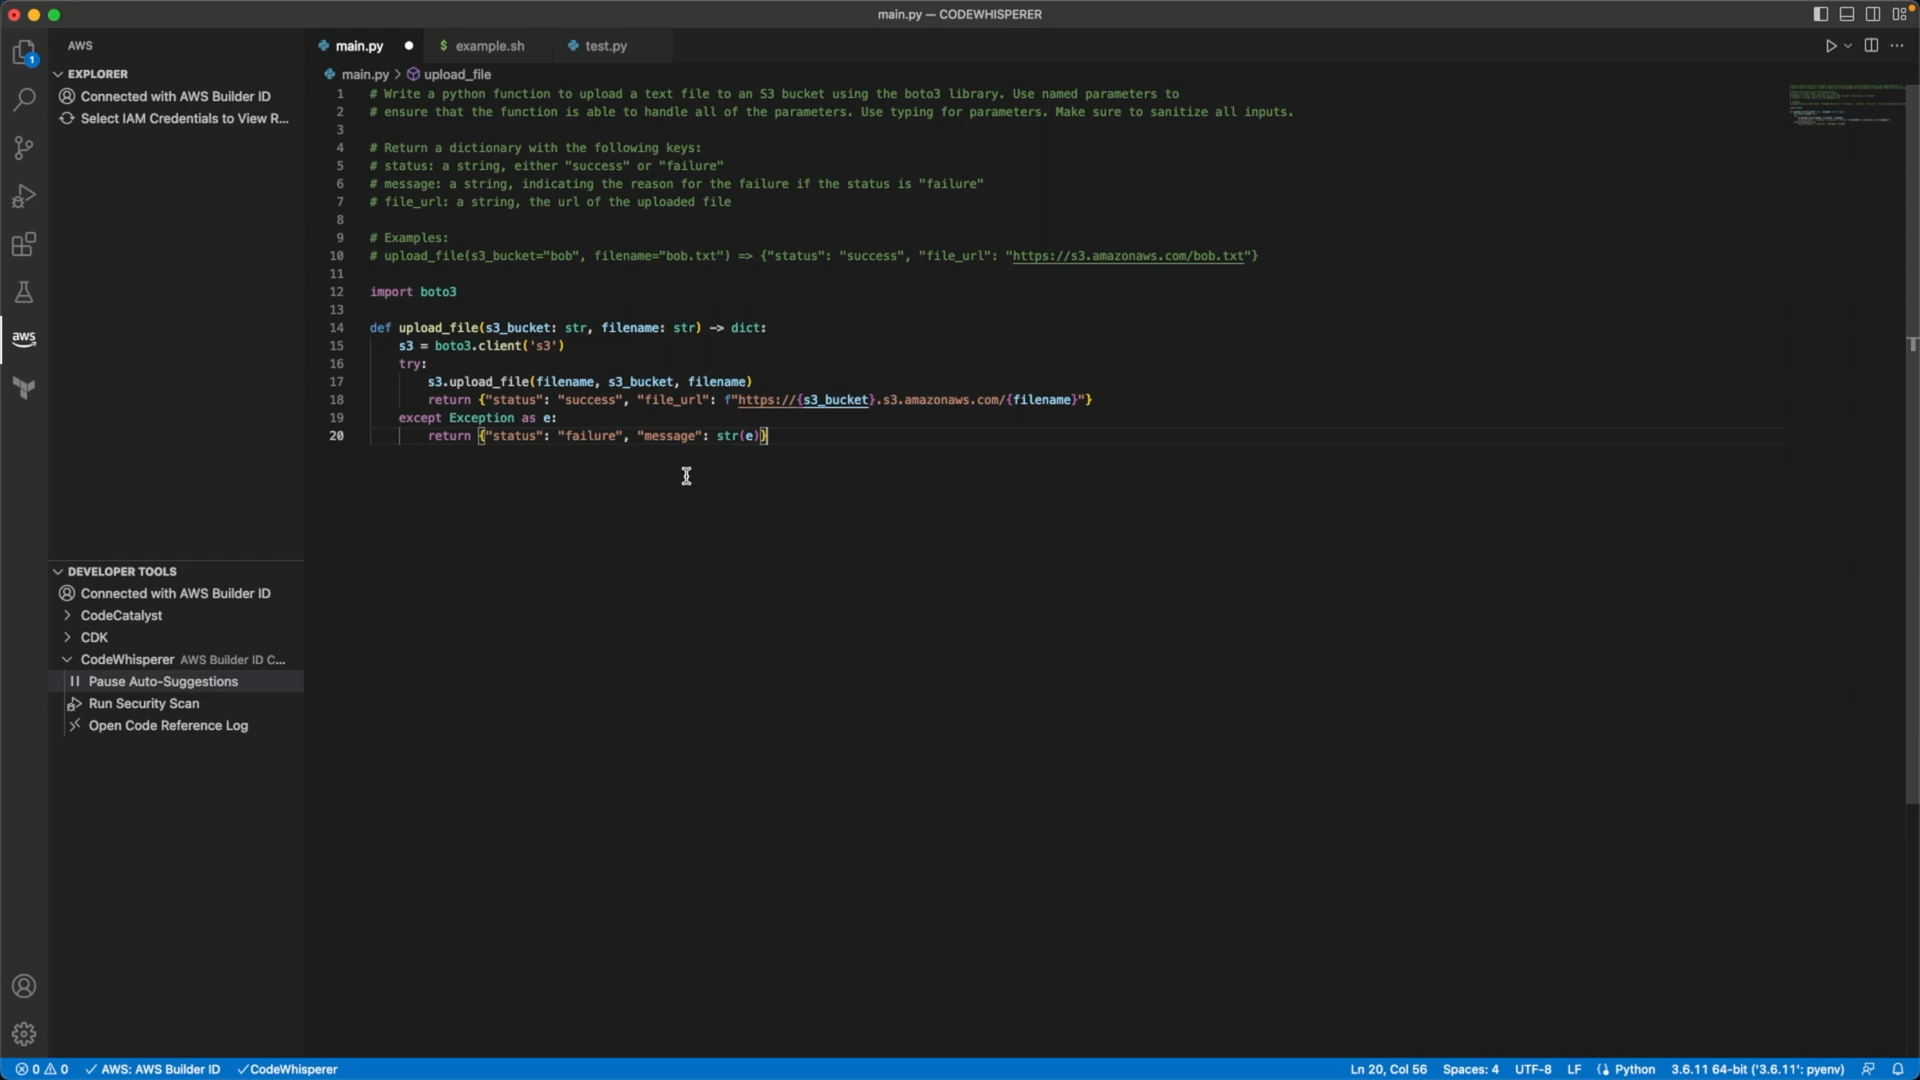 main.py — CODEWHISPERER
AWS
EXPLORER
Connected with AWS Builder ID
Select IAM Credentials to View R...
main.py
$ example.sh
test.py
main.py > upload_file
1 # Write a python function to upload a text file to an S3 bucket using the boto3 library. Use named parameters to
2 # ensure that the function is able to handle all of the parameters. Use typing for parameters. Make sure to sanitize all inputs.
3
4 # Return a dictionary with the following keys:
5 # status: a string, either "success" or "failure"
6 # message: a string, indicating the reason for the failure if the status is "failure"
7 # file_url: a string, the url of the uploaded file
8
9 # Examples:
10 # upload_file(s3_bucket="bob", filename="bob.txt") => {"status": "success", "file_url": "https://s3.amazonaws.com/bob.txt"}
11
12 import boto3
13
14 def upload_file(s3_bucket: str, filename: str) -> dict:
15     s3 = boto3.client('s3')
16     try:
17         s3.upload_file(filename, s3_bucket, filename)
18         return {"status": "success", "file_url": f"https://{s3_bucket}.s3.amazonaws.com/{filename}"}
19     except Exception as e:
20         return {"status": "failure", "message": str(e)}
1
aws
DEVELOPER TOOLS
Connected with AWS Builder ID
CodeCatalyst
CDK
CodeWhisperer AWS Builder ID C...
Pause Auto-Suggestions
Run Security Scan
Open Code Reference Log
0 0 AWS: AWS Builder ID CodeWhisperer Ln 20, Col 56 Spaces: 4 UTF-8 LF Python 3.6.11 64-bit ('3.6.11': pyenv)